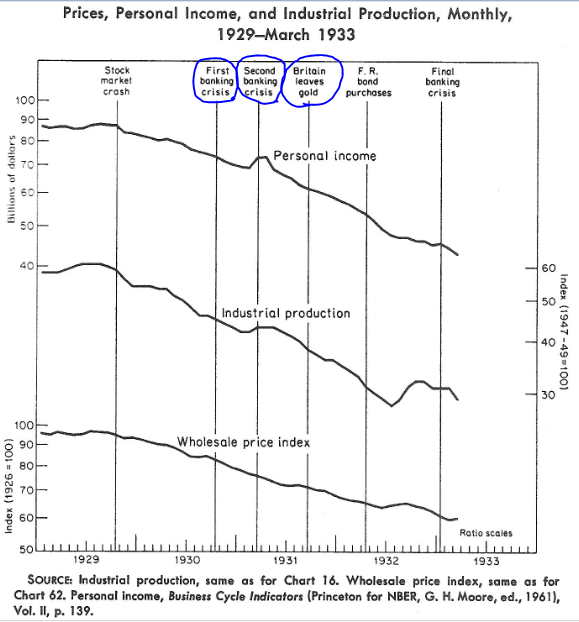 Prices, Personal Income, and Industrial Production, Monthly,
1929–March 1933
Stock
market
crash
First
banking
crisis
Second
banking
crisis
Britain
leaves
gold
F. R.
bond
purchases
Final
banking
crisis
Billions of dollars
100
90
80
70
60
50
40
Personal income
Industrial production
60
50
40
30
Index (1947-49=100)
Wholesale price index
Index (1926 = 100)
100
90
80
70
60
50
Ratio scales
1929
1930
1931
1932
1933
SOURCE: Industrial production, same as for Chart 16. Wholesale price index, same as for
Chart 62. Personal income, Business Cycle Indicators (Princeton for NBER, G. H. Moore, ed., 1961),
Vol. II, p. 139.